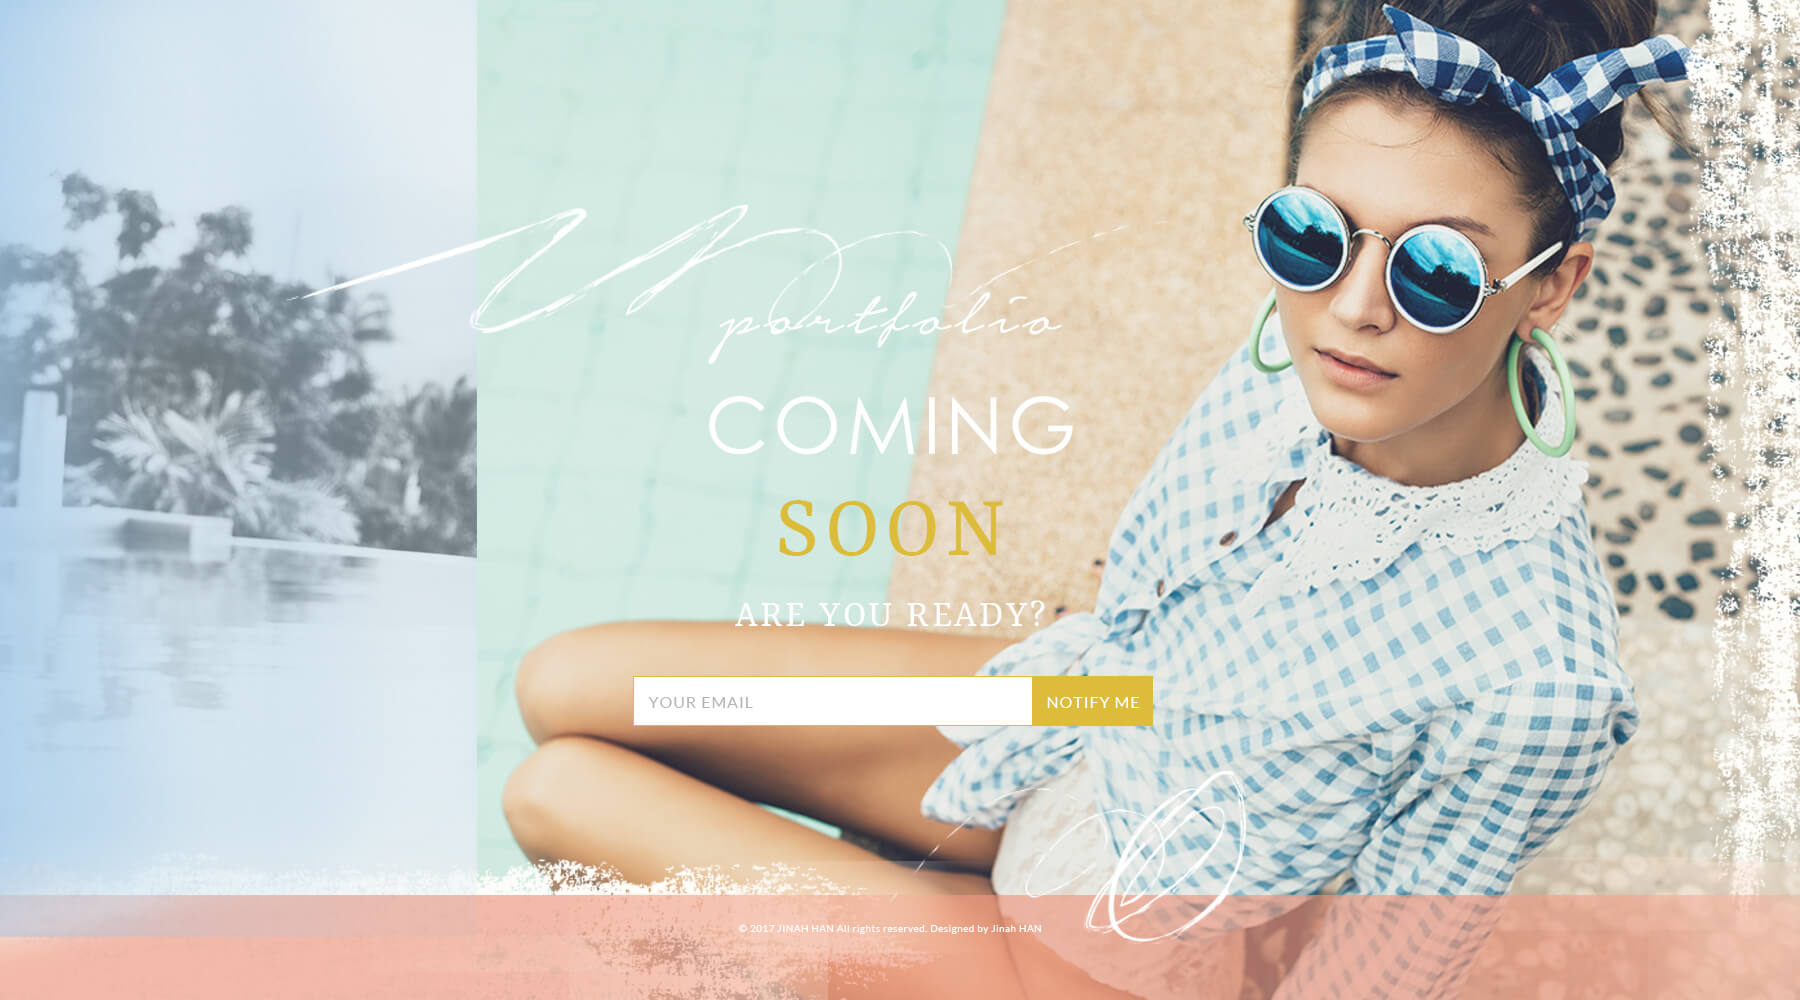 portfolio
COMING
SOON
ARE YOU READY?
YOUR EMAIL
NOTIFY ME
© 2017 JINAH HAN All rights reserved. Designed by Jinah HAN